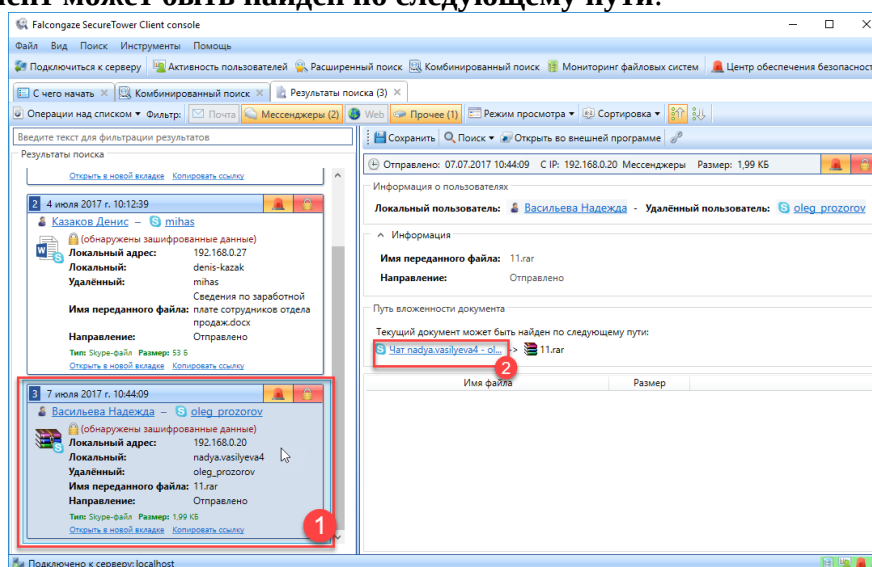 ент может быть найден по следующему пути:
Falcongaze SecureTower Client console
Файл Вид Поиск Инструменты Помощь
Подключиться к серверу Активность пользователей Расширенный поиск Комбинированный поиск Мониторинг файловых систем Центр обеспечения безопасност
С чего начать Комбинированный поиск Результаты поиска (3)
Операции над списком Фильтр: Почта Мессенджеры (2) Web Прочее (1) Режим просмотра Сортировка
Введите текст для фильтрации результатов
Результаты поиска
Открыть в новой вкладке Копировать ссылку
2 4 июля 2017 г. 10:12:39
Казаков Денис – mihas
(обнаружены зашифрованные данные)
Локальный адрес: 192.168.0.27
Локальный: denis-kazak
Удалённый: mihas
Имя переданного файла: Сведения по заработной плате сотрудников отдела продаж.docx
Направление: Отправлено
Тип: Skype-файл Размер: 53 Б
Открыть в новой вкладке Копировать ссылку
3 7 июля 2017 г. 10:44:09
Васильева Надежда – oleg_prozorov
(обнаружены зашифрованные данные)
Локальный адрес: 192.168.0.20
Локальный: nadya.vasilyeva4
Удалённый: oleg_prozorov
Имя переданного файла: 11.rar
Направление: Отправлено
Тип: Skype-файл Размер: 1,99 КБ
Открыть в новой вкладке Копировать ссылку
1
Сохранить Поиск Открыть во внешней программе
Отправлено: 07.07.2017 10:44:09 С IP: 192.168.0.20 Мессенджеры Размер: 1,99 КБ
Информация о пользователях
Локальный пользователь: Васильева Надежда - Удалённый пользователь: oleg_prozorov
Информация
Имя переданного файла: 11.rar
Направление: Отправлено
Путь вложенности документа
Текущий документ может быть найден по следующему пути:
Чат nadya.vasilyeva4 - ol... -> 11.rar
2
Имя файла Размер
Подключено к серверу: localhost